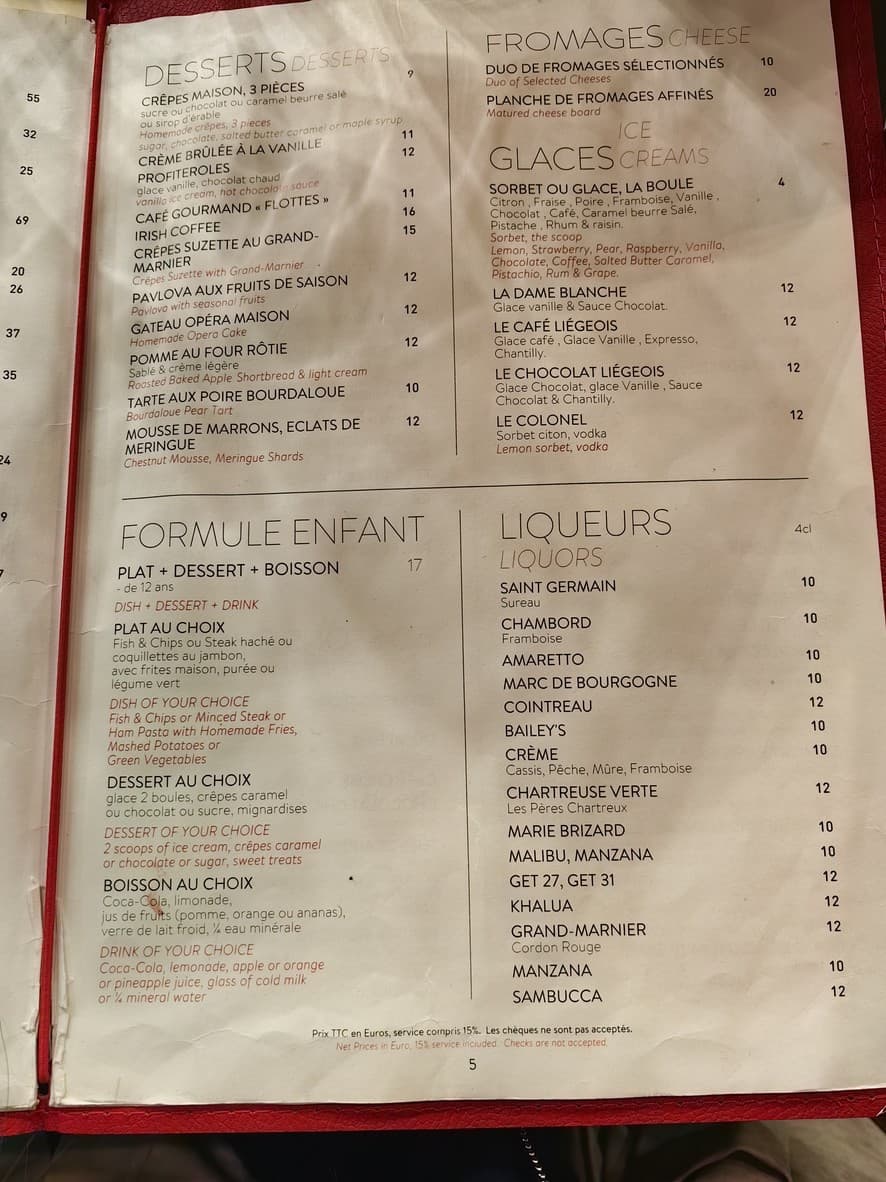 55
32
25
69
20
26
37
35
24
9
7
DESSERTS DESSERTS
CRÊPES MAISON, 3 PIÈCES 9
sucre ou chocolat ou caramel beurre salé
ou sirop d'érable
Homemade crêpes, 3 pieces
sugar, chocolate, salted butter caramel or maple syrup
CRÈME BRÛLÉE À LA VANILLE 11
PROFITEROLES 12
glace vanille, chocolat chaud
vanilla ice cream, hot chocolate sauce
CAFÉ GOURMAND « FLOTTES » 11
IRISH COFFEE 16
CRÊPES SUZETTE AU GRAND- 15
MARNIER
Crêpes Suzette with Grand-Marnier
PAVLOVA AUX FRUITS DE SAISON 12
Pavlova with seasonal fruits
GATEAU OPÉRA MAISON 12
Homemade Opera Cake
POMME AU FOUR RÔTIE 12
Sablé & crème légère
Roasted Baked Apple Shortbread & light cream
TARTE AUX POIRE BOURDALOUE 10
Bourdaloue Pear Tart
MOUSSE DE MARRONS, ECLATS DE 12
MERINGUE
Chestnut Mousse, Meringue Shards
FROMAGES CHEESE
DUO DE FROMAGES SÉLECTIONNÉS 10
Duo of Selected Cheeses
PLANCHE DE FROMAGES AFFINÉS 20
Matured cheese board
ICE
GLACES CREAMS
SORBET OU GLACE, LA BOULE 4
Citron , Fraise , Poire , Framboise, Vanille ,
Chocolat , Café, Caramel beurre Salé,
Pistache , Rhum & raisin.
Sorbet, the scoop
Lemon, Strawberry, Pear, Raspberry, Vanilla,
Chocolate, Coffee, Salted Butter Caramel,
Pistachio, Rum & Grape.
LA DAME BLANCHE 12
Glace vanille & Sauce Chocolat.
LE CAFÉ LIÉGEOIS 12
Glace café , Glace Vanille , Expresso,
Chantilly.
LE CHOCOLAT LIÉGEOIS 12
Glace Chocolat, glace Vanille , Sauce
Chocolat & Chantilly.
LE COLONEL 12
Sorbet citon, vodka
Lemon sorbet, vodka
FORMULE ENFANT
PLAT + DESSERT + BOISSON 17
- de 12 ans
DISH + DESSERT + DRINK
PLAT AU CHOIX
Fish & Chips ou Steak haché ou
coquillettes au jambon,
avec frites maison, purée ou
légume vert
DISH OF YOUR CHOICE
Fish & Chips or Minced Steak or
Ham Pasta with Homemade Fries,
Mashed Potatoes or
Green Vegetables
DESSERT AU CHOIX
glace 2 boules, crêpes caramel
ou chocolat ou sucre, mignardises
DESSERT OF YOUR CHOICE
2 scoops of ice cream, crêpes caramel
or chocolate or sugar, sweet treats
BOISSON AU CHOIX
Coca-Cola, limonade,
jus de fruits (pomme, orange ou ananas),
verre de lait froid, ¼ eau minérale
DRINK OF YOUR CHOICE
Coca-Cola, lemonade, apple or orange
or pineapple juice, glass of cold milk
or ¼ mineral water
LIQUEURS 4cl
LIQUORS
SAINT GERMAIN 10
Sureau
CHAMBORD 10
Framboise
AMARETTO 10
MARC DE BOURGOGNE 10
COINTREAU 12
BAILEY'S 10
CRÈME 10
Cassis, Pêche, Mûre, Framboise
CHARTREUSE VERTE 12
Les Pères Chartreux
MARIE BRIZARD 10
MALIBU, MANZANA 10
GET 27, GET 31 12
KHALUA 12
GRAND-MARNIER 12
Cordon Rouge
MANZANA 10
SAMBUCCA 12
Prix TTC en Euros, service compris 15%. Les chèques ne sont pas acceptés.
Net Prices in Euro, 15% service included. Checks are not accepted.
5